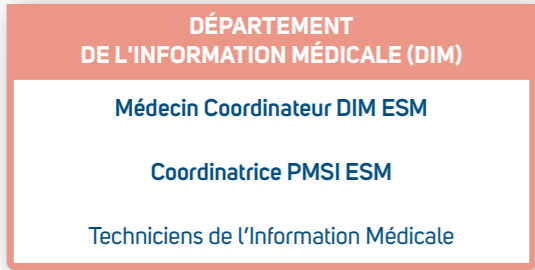 DÉPARTEMENT
DE L'INFORMATION MÉDICALE (DIM)
Médecin Coordinateur DIM ESM
Coordinatrice PMSI ESM
Techniciens de l’Information Médicale